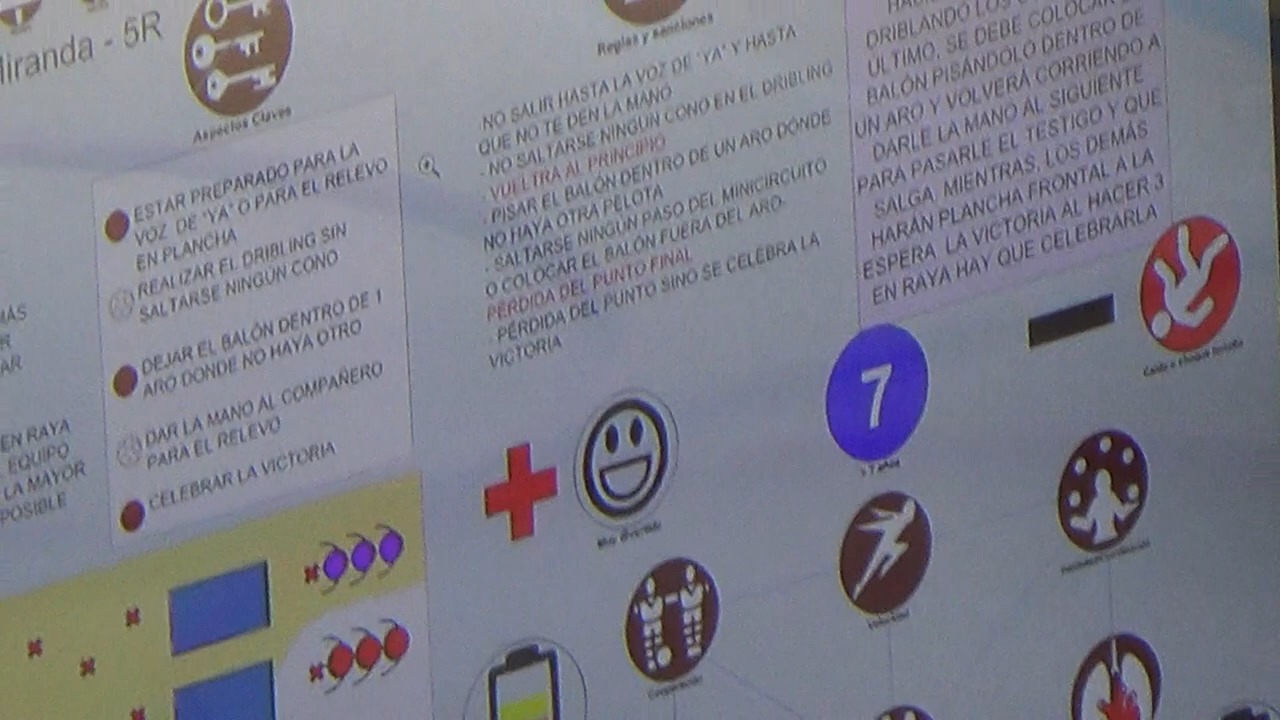 Miranda - 5R
Aspectos Claves
ESTAR PREPARADO PARA LA
VOZ DE "YA" O PARA EL RELEVO
EN PLANCHA
REALIZAR EL DRIBLING SIN
SALTARSE NINGÚN CONO
DEJAR EL BALÓN DENTRO DE 1
ARO DONDE NO HAYA OTRO
DAR LA MANO AL COMPAÑERO
PARA EL RELEVO
CELEBRAR LA VICTORIA
EN RAYA
EQUIPO
LA MAYOR
POSIBLE
Reglas y sanciones
. NO SALIR HASTA LA VOZ DE "YA" Y HASTA
QUE NO TE DEN LA MANO
. NO SALTARSE NINGÚN CONO EN EL DRIBLING
. VUELTRA AL PRINCIPIO
. PISAR EL BALÓN DENTRO DE UN ARO DONDE
NO HAYA OTRA PELOTA
. SALTARSE NINGÚN PASO DEL MINICIRCUITO
O COLOCAR EL BALÓN FUERA DEL ARO.
PÉRDIDA DEL PUNTO FINAL
. PÉRDIDA DEL PUNTO SINO SE CELEBRA LA
VICTORIA
DRIBLANDO LOS
ÚLTIMO, SE DEBE COLOCAR
BALÓN PISÁNDOLO DENTRO DE
UN ARO Y VOLVERÁ CORRIENDO A
DARLE LA MANO AL SIGUIENTE
PARA PASARLE EL TESTIGO Y QUE
SALGA. MIENTRAS, LOS DEMÁS
HARÁN PLANCHA FRONTAL A LA
ESPERA LA VICTORIA AL HACER 3
EN RAYA HAY QUE CELEBRARLA
7
Muy divertido
Cooperación
Velocidad